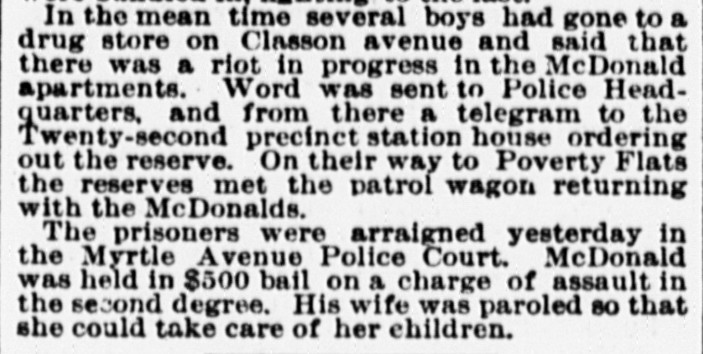 In the mean time several boys had gone to a
drug store on Classon avenue and said that
there was a riot in progress in the McDonald
apartments. Word was sent to Police Head-
quarters, and from there a telegram to the
Twenty-second precinct station house ordering
out the reserve. On their way to Poverty Flats
the reserves met the patrol wagon returning
with the McDonalds.
The prisoners were arraigned yesterday in
the Myrtle Avenue Police Court. McDonald
was held in $500 bail on a charge of assault in
the second degree. His wife was paroled so that
she could take care of her children.